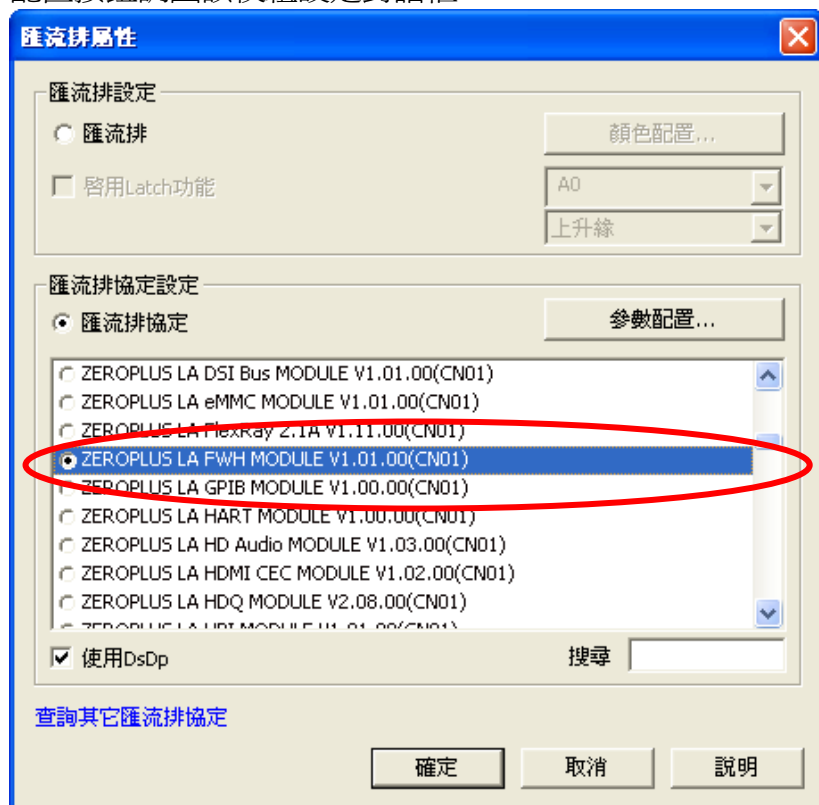 匯流排屬性
匯流排設定
匯流排
顏色配置...
啓用Latch功能
A0
上升緣
匯流排協定設定
匯流排協定
參數配置...
ZEROPLUS LA DSI Bus MODULE V1.01.00(CN01)
ZEROPLUS LA eMMC MODULE V1.01.00(CN01)
ZEROPLUS LA FlexRay 2.1A V1.11.00(CN01)
ZEROPLUS LA FWH MODULE V1.01.00(CN01)
ZEROPLUS LA GPIB MODULE V1.00.00(CN01)
ZEROPLUS LA HART MODULE V1.00.00(CN01)
ZEROPLUS LA HD Audio MODULE V1.03.00(CN01)
ZEROPLUS LA HDMI CEC MODULE V1.02.00(CN01)
ZEROPLUS LA HDQ MODULE V2.08.00(CN01)
使用DsDp
搜尋
查詢其它匯流排協定
確定
取消
說明